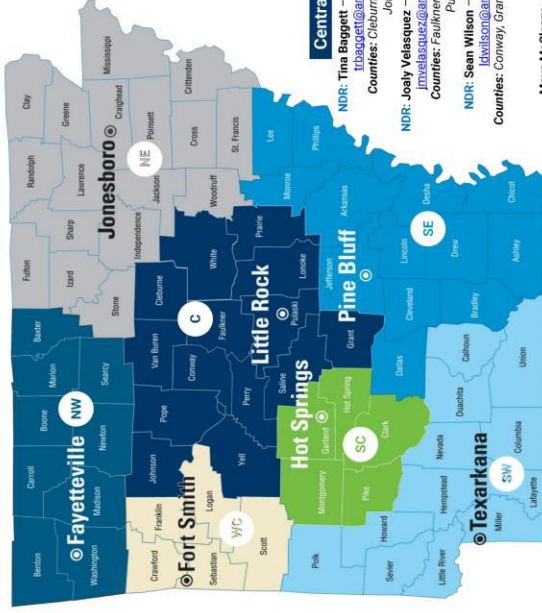 Benton
Carroll
Boone
Marion
Baxter
Fulton
Randolph
Clay
Washington
Madison
Newton
Searcy
NW
Fayetteville
Izard
Sharp
Lawrence
Greene
Stone
Independence
Jackson
Craighead
Mississippi
Poinsett
Jonesboro
NE
Cross
Crittenden
Woodruff
St. Francis
Crawford
Franklin
Sebastian
Logan
Scott
Fort Smith
WC
Johnson
Pope
Van Buren
Cleburne
Conway
Faulkner
White
C
Yell
Perry
Saline
Pulaski
Lonoke
Prairie
Grant
Little Rock
Hot Springs
Montgomery
Garland
Hot Spring
Pike
Clark
SC
Lee
Phillips
Monroe
Arkansas
Jefferson
Pine Bluff
Lincoln
Desha
SE
Dallas
Cleveland
Drew
Bradley
Ashley
Chicot
Polk
Howard
Sevier
Little River
Hempstead
Nevada
Ouachita
Calhoun
Texarkana
Miller
SW
Lafayette
Columbia
Union
NDR: Tina Baggett –
trbaggett@ar
Counties: Cleburn
NDR: Joaly Velasquez –
jmvelasquez@ar
Counties: Faulkner
NDR: Sean Wilson –
ldwilson@ar
Counties: Conway, Gran